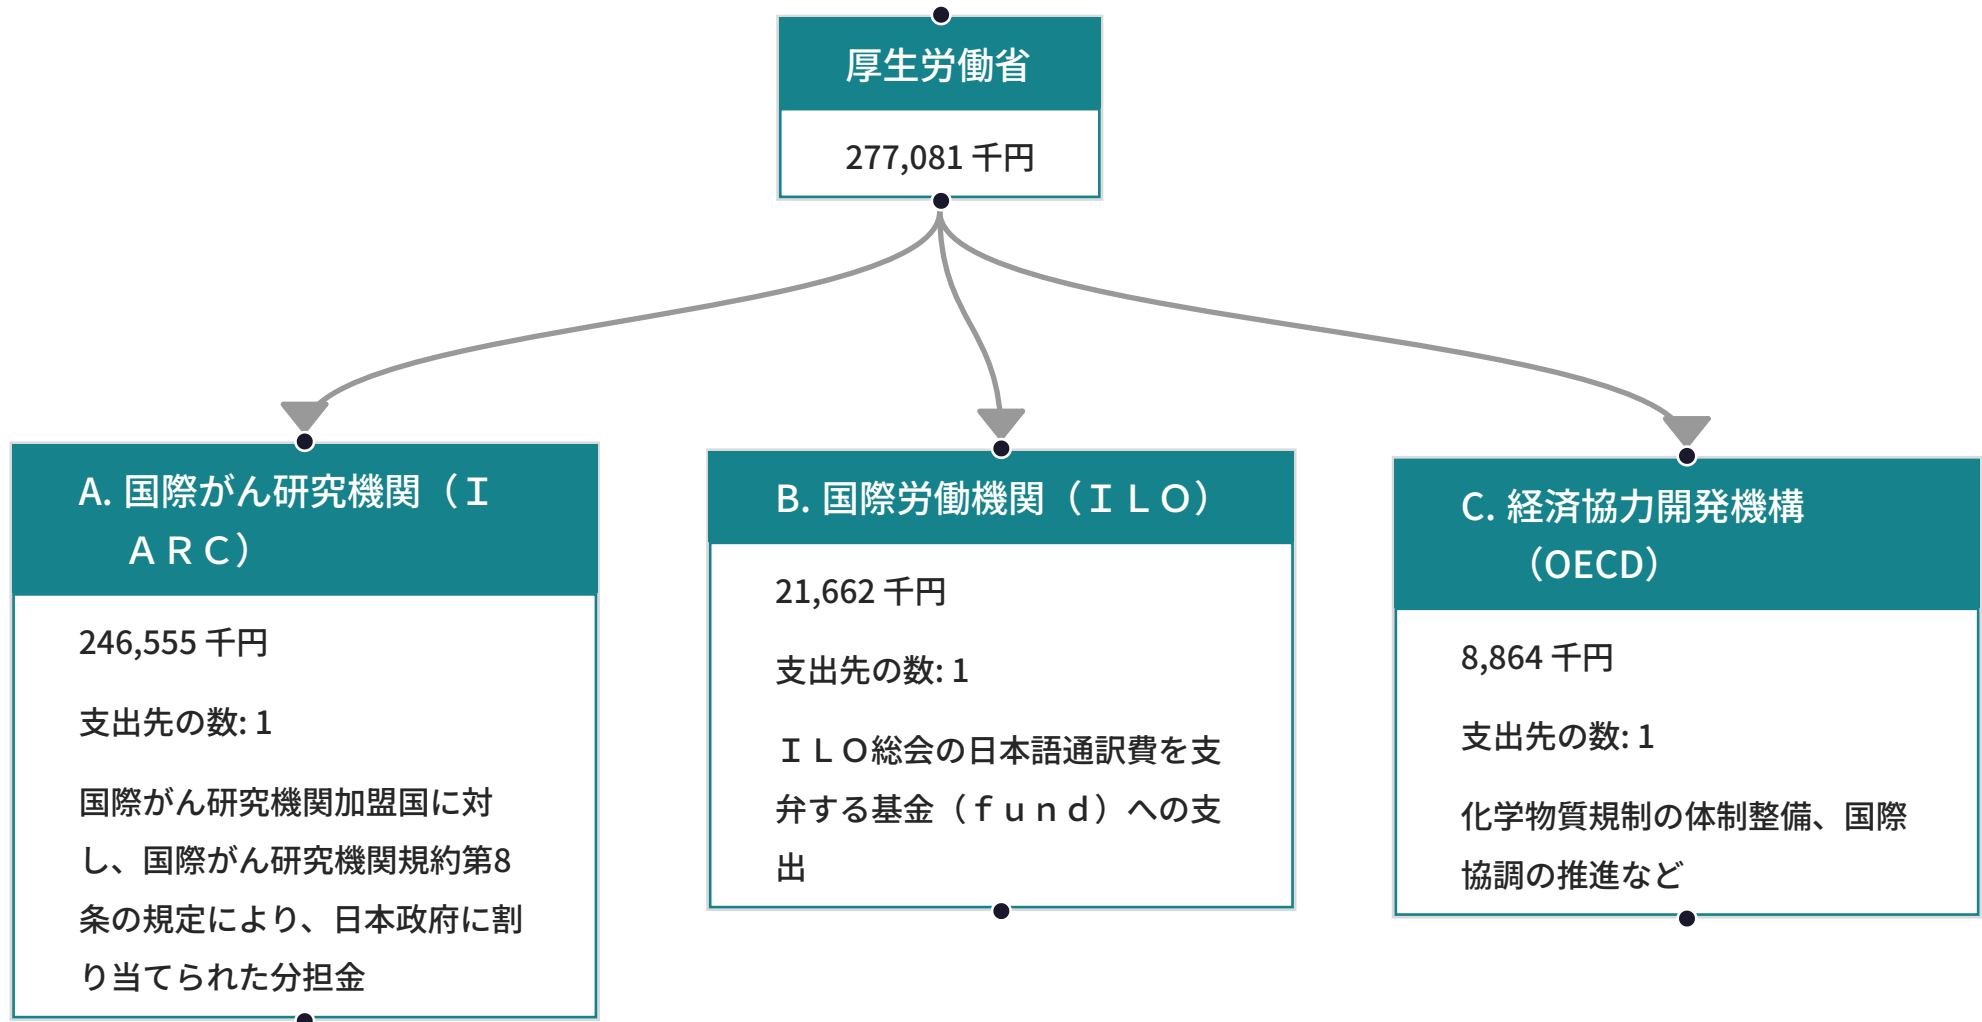 厚生労働省
277,081 千円
A. 国際がん研究機関（Ｉ
ＡＲＣ）
246,555 千円
支出先の数: 1
国際がん研究機関加盟国に対
し、国際がん研究機関規約第8
条の規定により、日本政府に割
り当てられた分担金
B. 国際労働機関（ＩＬＯ）
21,662 千円
支出先の数: 1
ＩＬＯ総会の日本語通訳費を支
弁する基金（ｆｕｎｄ）への支
出
C. 経済協力開発機構
（OECD）
8,864 千円
支出先の数: 1
化学物質規制の体制整備、国際
協調の推進など